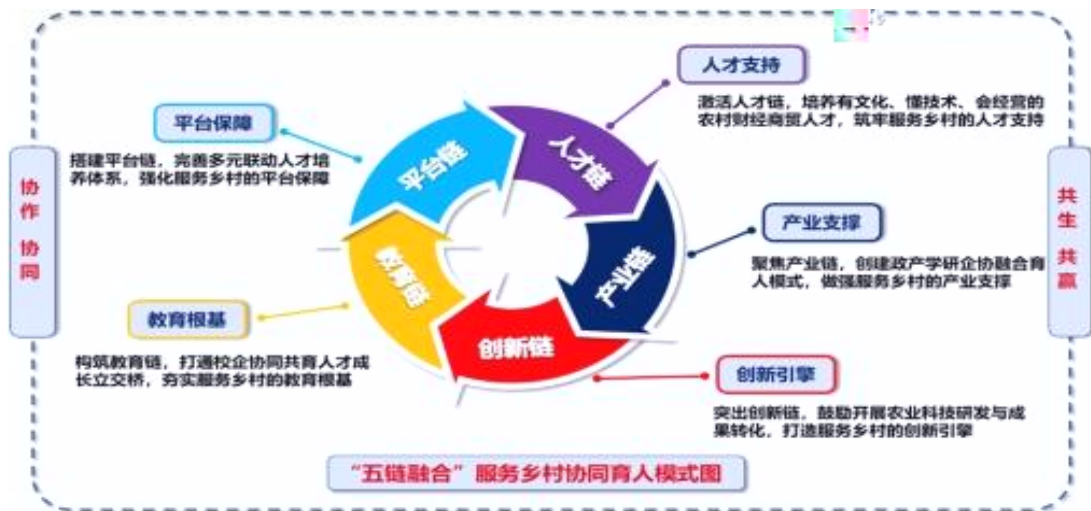 人才支持
激活人才链，培养有文化、懂技术、会经营的
农村财经商贸人才，筑牢服务乡村的人才支持
平台保障
搭建平台链，完善多元联动人才培
养体系，强化服务乡村的平台保障
平台链
人才链
协作 协同
共生 共赢
产业支撑
聚焦产业链，创建政产学研企协融合育
人模式，做强服务乡村的产业支撑
教育链
产业链
教育根基
构筑教育链，打通校企协同共育人才成
长立交桥，夯实服务乡村的教育根基
创新链
创新引擎
突出创新链，鼓励开展农业科技研发与成
果转化，打造服务乡村的创新引擎
“五链融合”服务乡村协同育人模式图